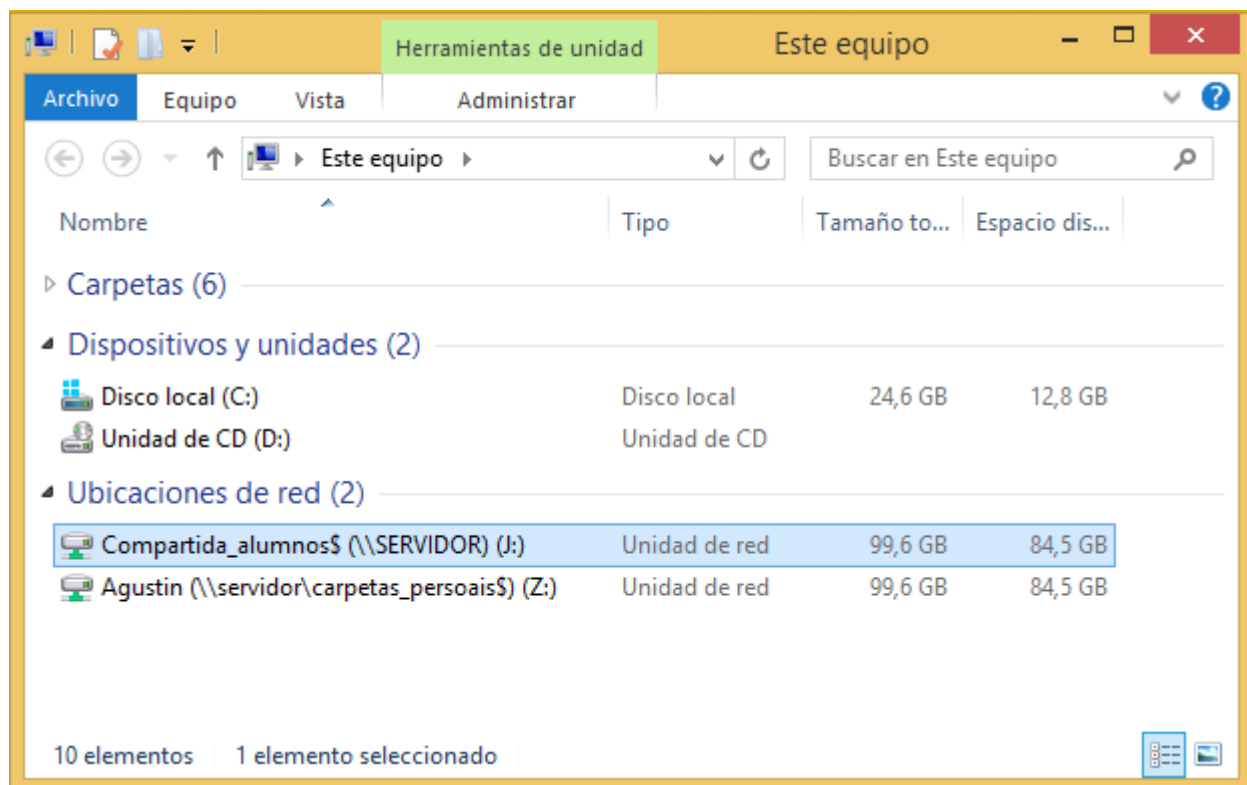 Herramientas de unidad Este equipo
Archivo Equipo Vista Administrar
Este equipo Buscar en Este equipo
Nombre Tipo Tamaño to... Espacio dis...
Carpetas (6)
Dispositivos y unidades (2)
Disco local (C:) Disco local 24,6 GB 12,8 GB
Unidad de CD (D:) Unidad de CD
Ubicaciones de red (2)
Compartida_alumnos$ (\\SERVIDOR) (J:) Unidad de red 99,6 GB 84,5 GB
Agustin (\\servidor\carpetas_persoais$) (Z:) Unidad de red 99,6 GB 84,5 GB
10 elementos 1 elemento seleccionado